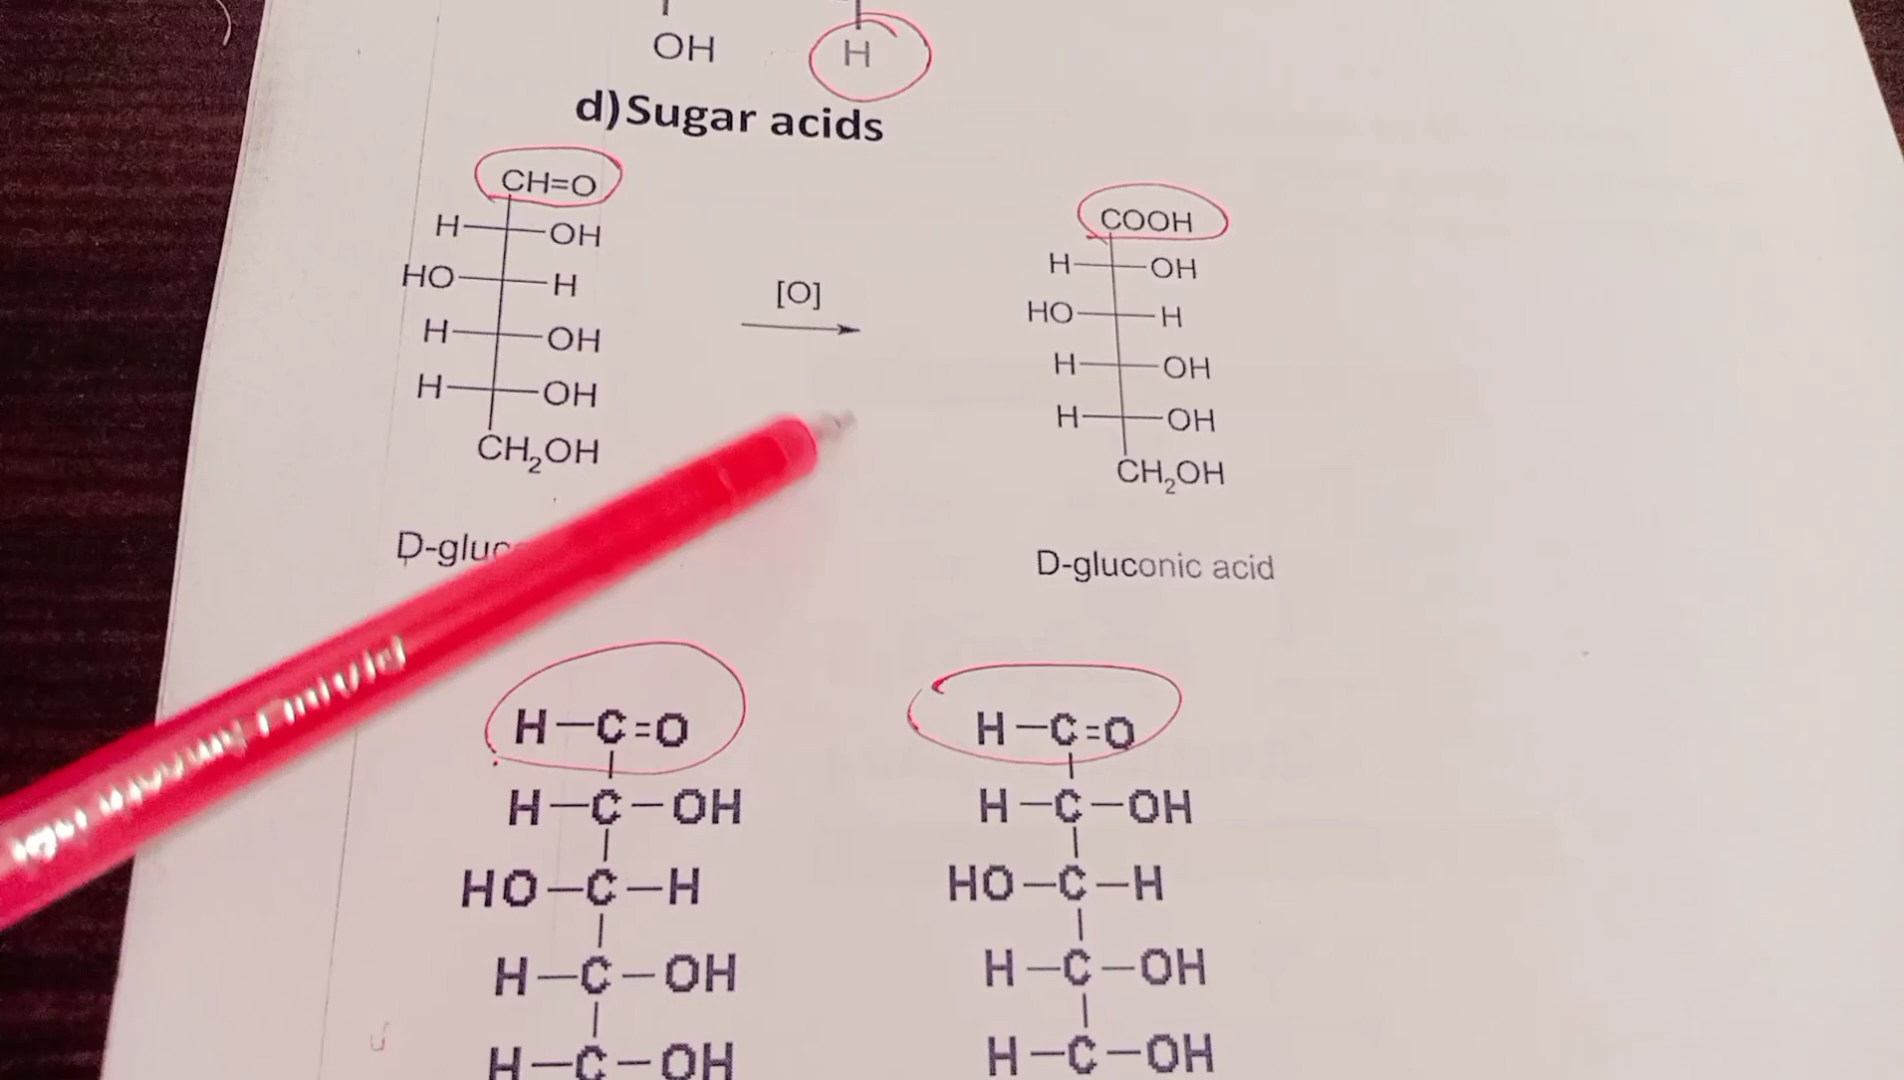 OH H
d) Sugar acids
CH=O
H OH
HO H
H OH
H OH
CH₂OH
[O]
COOH
H OH
HO H
H OH
H OH
CH₂OH
D-gluc
D-gluconic acid
H—C=O
H—C—OH
HO—C—H
H—C—OH
H—C—OH
H—C=O
H—C—OH
HO—C—H
H—C—OH
H—C—OH